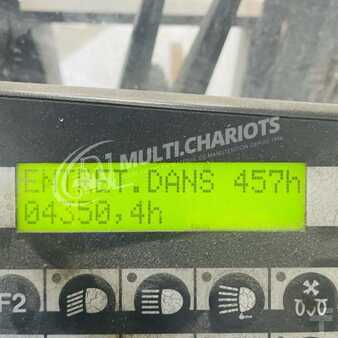 MULTI.CHARIOTS
ENTRET.DANS 457h
04350,4h
F2